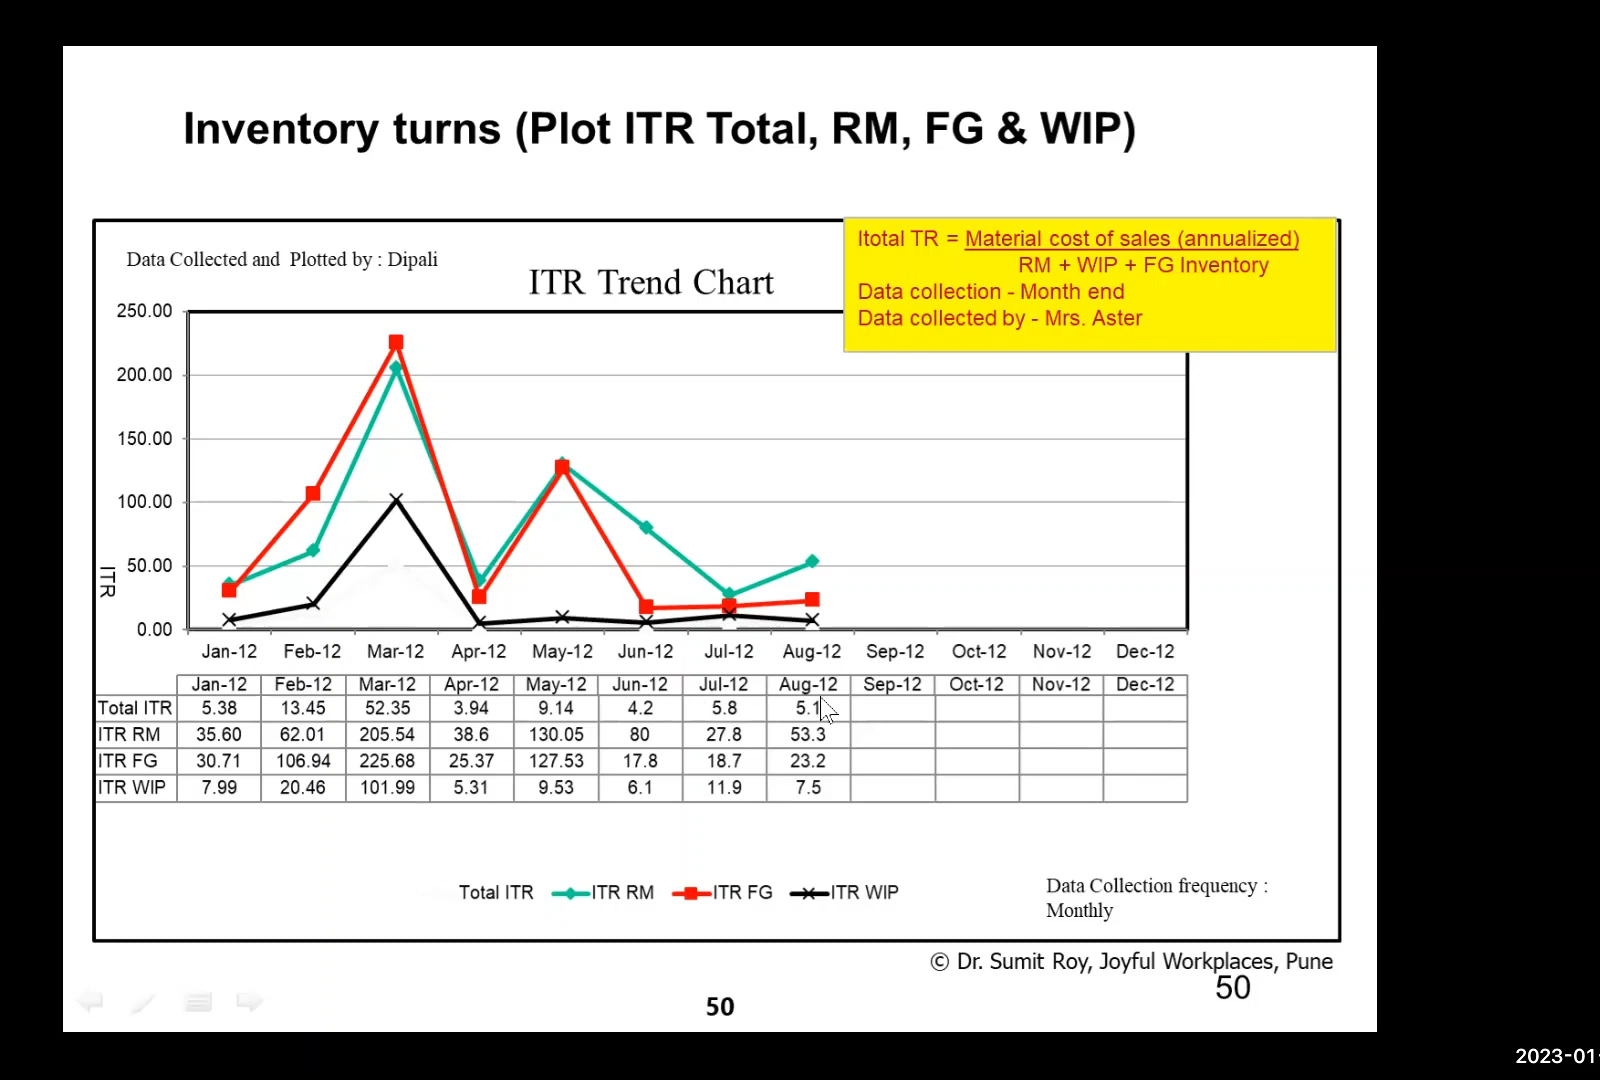 Inventory turns (Plot ITR Total, RM, FG & WIP)
Data Collected and Plotted by : Dipali
ITR Trend Chart
Itotal TR = Material cost of sales (annualized)
RM + WIP + FG Inventory
Data collection - Month end
Data collected by - Mrs. Aster
250.00
200.00
150.00
100.00
50.00
0.00
ITR
Jan-12 Feb-12 Mar-12 Apr-12 May-12 Jun-12 Jul-12 Aug-12 Sep-12 Oct-12 Nov-12 Dec-12
Jan-12 Feb-12 Mar-12 Apr-12 May-12 Jun-12 Jul-12 Aug-12 Sep-12 Oct-12 Nov-12 Dec-12
Total ITR 5.38 13.45 52.35 3.94 9.14 4.2 5.8 5.1
ITR RM 35.60 62.01 205.54 38.6 130.05 80 27.8 53.3
ITR FG 30.71 106.94 225.68 25.37 127.53 17.8 18.7 23.2
ITR WIP 7.99 20.46 101.99 5.31 9.53 6.1 11.9 7.5
Total ITR ITR RM ITR FG ITR WIP
Data Collection frequency :
Monthly
© Dr. Sumit Roy, Joyful Workplaces, Pune
50
50
2023-01